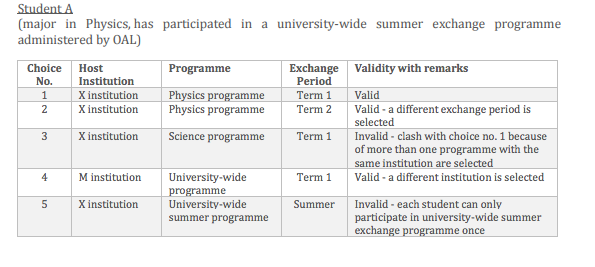 Student A
(major in Physics, has participated in a university-wide summer exchange programme
administered by OAL)
Choice No. Host Institution Programme Exchange Period Validity with remarks
1 X institution Physics programme Term 1 Valid
2 X institution Physics programme Term 2 Valid - a different exchange period is
selected
3 X institution Science programme Term 1 Invalid - clash with choice no. 1 because
of more than one programme with the
same institution are selected
4 M institution University-wide programme Term 1 Valid - a different institution is selected
5 X institution University-wide summer programme Summer Invalid - each student can only
participate in university-wide summer
exchange programme once